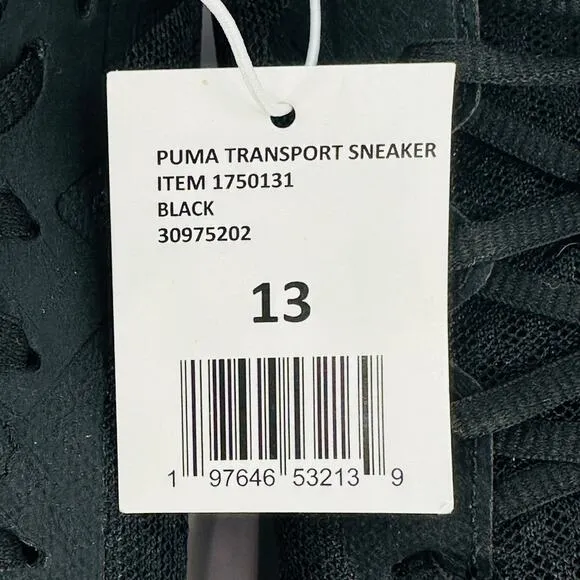 PUMA TRANSPORT SNEAKER
ITEM 1750131
BLACK
30975202
13
1 97646 53213 9